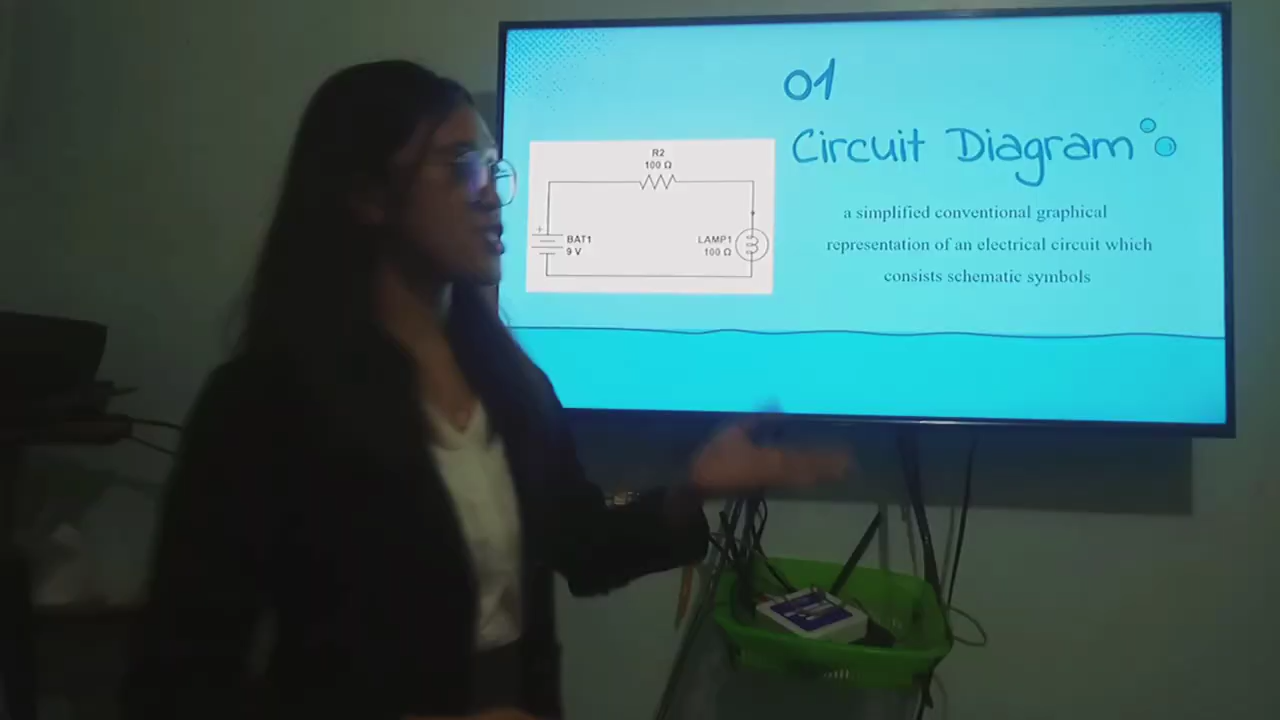 01
Circuit Diagram
a simplified conventional graphical
representation of an electrical circuit which
consists schematic symbols
R2
100 Ω
+
BAT1
9 V
LAMP1
100 Ω